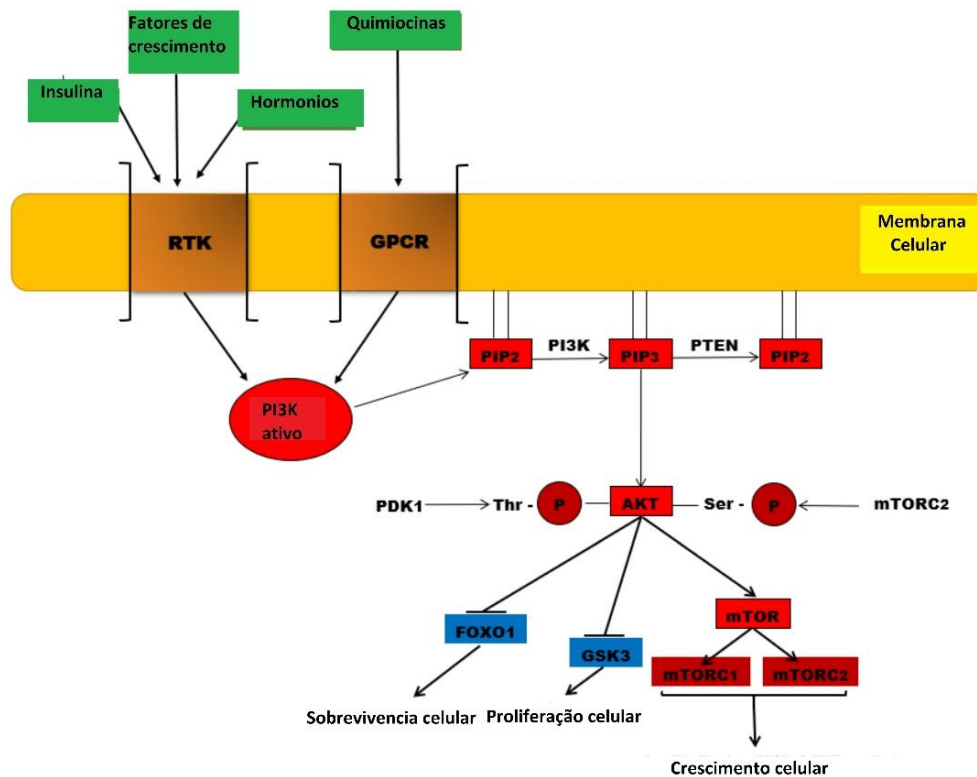 Fatores de
crescimento
Quimiocinas
Insulina
Hormonios
RTK
GPCR
Membrana
Celular
PIP2
PI3K
PIP3
PTEN
PIP2
PI3K
ativo
PDK1
Thr -
P
AKT
Ser -
P
mTORC2
FOXO1
GSK3
mTOR
mTORC1
mTORC2
Sobrevivencia celular
Proliferação celular
Crescimento celular